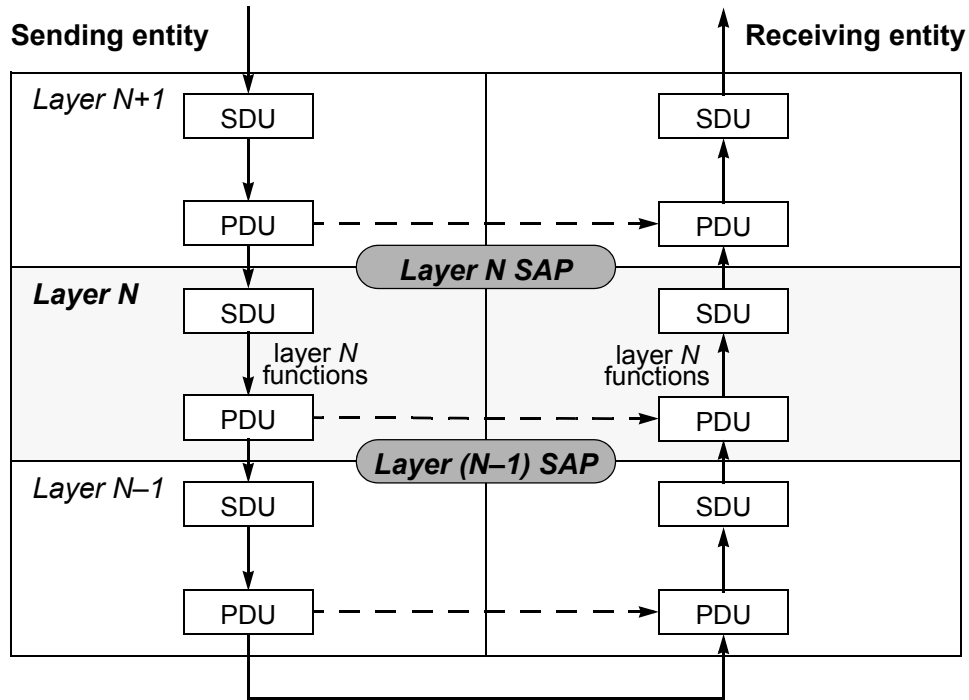 Sending entity
Receiving entity
Layer N+1
SDU
SDU
PDU
PDU
Layer N SAP
Layer N
SDU
SDU
layer N
functions
layer N
functions
PDU
PDU
Layer (N–1) SAP
Layer N–1
SDU
SDU
PDU
PDU